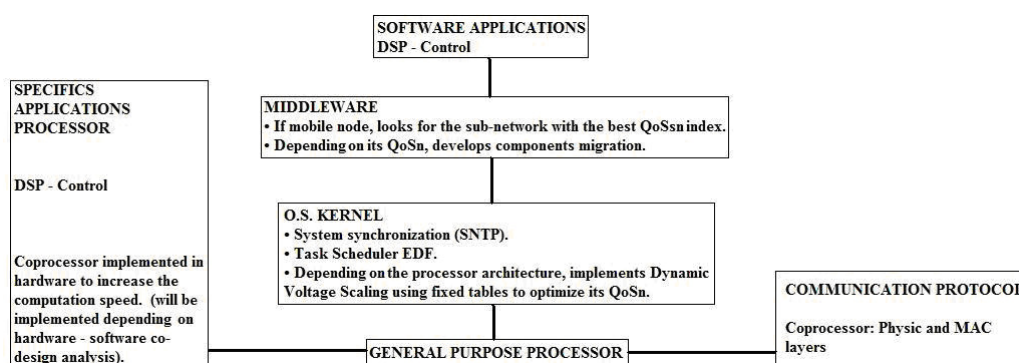 SOFTWARE APPLICATIONS
DSP - Control
SPECIFICS
APPLICATIONS
PROCESSOR
DSP - Control
Coprocessor implemented in
hardware to increase the
computation speed. (will be
implemented depending on
hardware - software co-
design analysis).
MIDDLEWARE
• If mobile node, looks for the sub-network with the best QoSsn index.
• Depending on its QoSn, develops components migration.
O.S. KERNEL
• System synchronization (SNTP).
• Task Scheduler EDF.
• Depending on the processor architecture, implements Dynamic
Voltage Scaling using fixed tables to optimize its QoSn.
GENERAL PURPOSE PROCESSOR
COMMUNICATION PROTOCOL
Coprocessor: Physic and MAC
layers